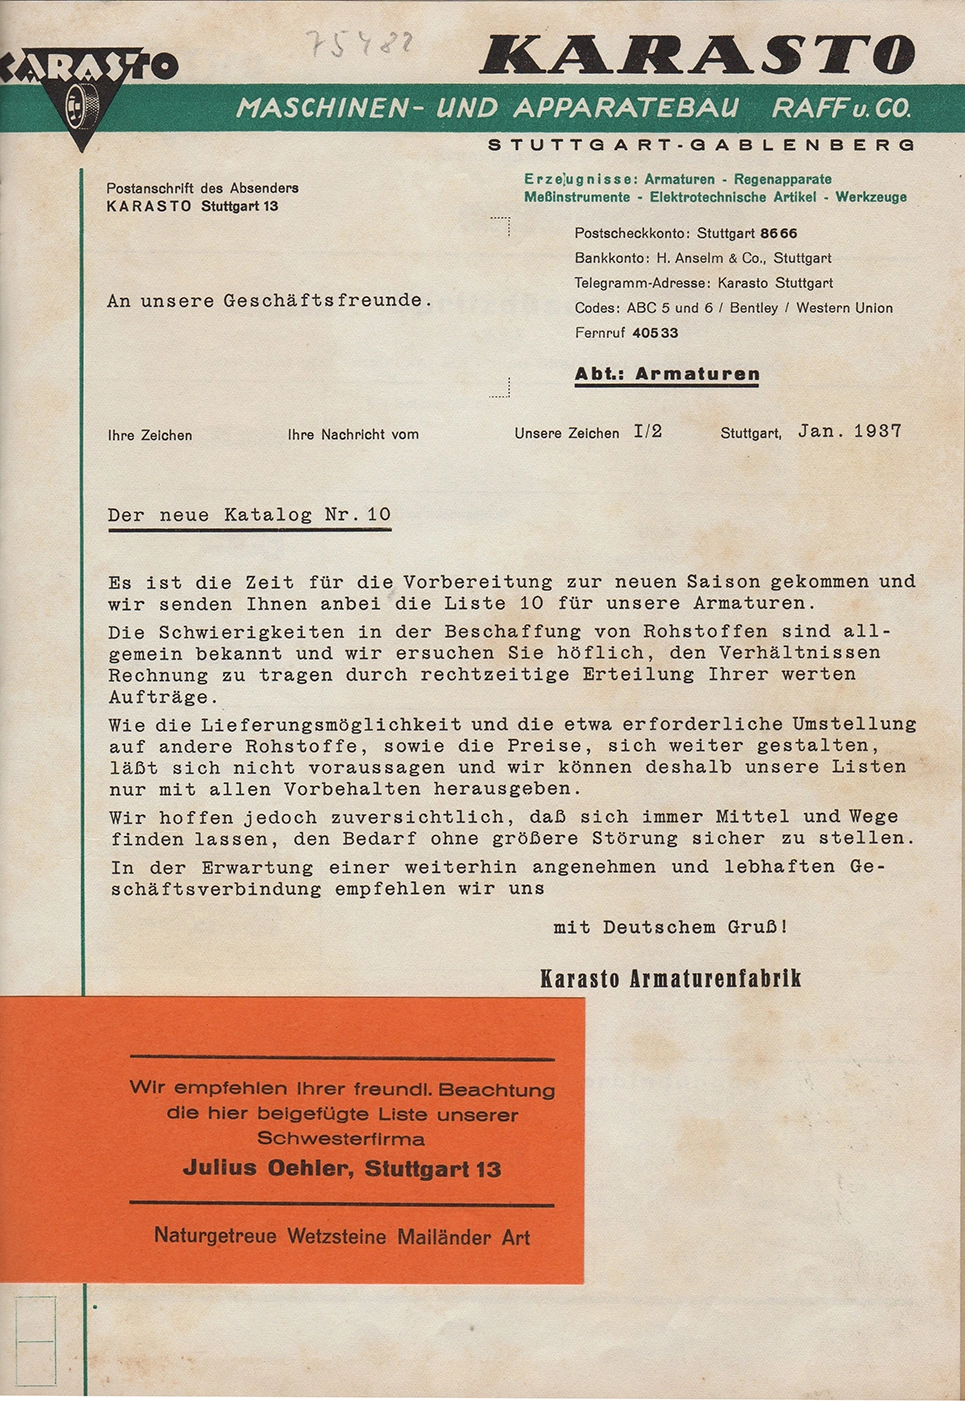 75482
KARASTO
KARASTO
MASCHINEN- UND APPARATEBAU RAFF u. CO.
STUTTGART-GABLENBERG
Postanschrift des Absenders
KARASTO Stuttgart 13
Erzeugnisse: Armaturen - Regenapparate
Meßinstrumente - Elektrotechnische Artikel - Werkzeuge
Postscheckkonto: Stuttgart 8666
Bankkonto: H. Anselm & Co., Stuttgart
Telegramm-Adresse: Karasto Stuttgart
Codes: ABC 5 und 6 / Bentley / Western Union
Fernruf 40533
An unsere Geschäftsfreunde.
Abt.: Armaturen
Ihre Zeichen Ihre Nachricht vom Unsere Zeichen I/2 Stuttgart, Jan. 1937
Der neue Katalog Nr. 10
Es ist die Zeit für die Vorbereitung zur neuen Saison gekommen und
wir senden Ihnen anbei die Liste 10 für unsere Armaturen.
Die Schwierigkeiten in der Beschaffung von Rohstoffen sind all-
gemein bekannt und wir ersuchen Sie höflich, den Verhältnissen
Rechnung zu tragen durch rechtzeitige Erteilung Ihrer werten
Aufträge.
Wie die Lieferungsmöglichkeit und die etwa erforderliche Umstellung
auf andere Rohstoffe, sowie die Preise, sich weiter gestalten,
läßt sich nicht voraussagen und wir können deshalb unsere Listen
nur mit allen Vorbehalten herausgeben.
Wir hoffen jedoch zuversichtlich, daß sich immer Mittel und Wege
finden lassen, den Bedarf ohne größere Störung sicher zu stellen.
In der Erwartung einer weiterhin angenehmen und lebhaften Ge-
schäftsverbindung empfehlen wir uns
mit Deutschem Gruß!
Karasto Armaturenfabrik
Wir empfehlen Ihrer freundl. Beachtung
die hier beigefügte Liste unserer
Schwesterfirma
Julius Oehler, Stuttgart 13
Naturgetreue Wetzsteine Mailänder Art